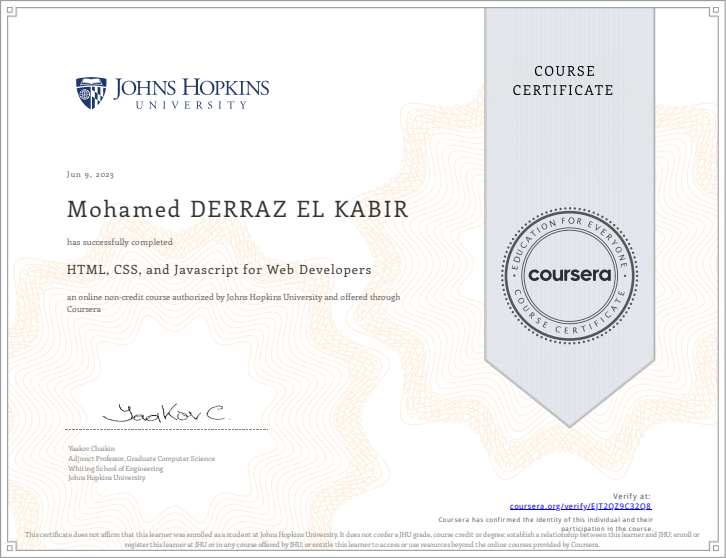 COURSE
CERTIFICATE
JOHNS HOPKINS
UNIVERSITY
Jun 9, 2023
Mohamed DERRAZ EL KABIR
has successfully completed
HTML, CSS, and Javascript for Web Developers
an online non-credit course authorized by Johns Hopkins University and offered through
Coursera
EDUCATION FOR EVERYONE
coursera
COURSE CERTIFICATE
Yaakov C.
Yaakov Chaikin
Adjunct Professor, Graduate Computer Science
Whiting School of Engineering
Johns Hopkins University
Verify at:
coursera.org/verify/EJT2QZ9C32Q8
Coursera has confirmed the identity of this individual and their
participation in the course.
This certificate does not affirm that this learner was enrolled as a student at Johns Hopkins University. It does not confer a JHU grade, course credit or degree; establish a relationship between this learner and JHU; enroll or
register this learner at JHU or in any course offered by JHU; or entitle this learner to access or use resources beyond the online courses provided by Coursera.